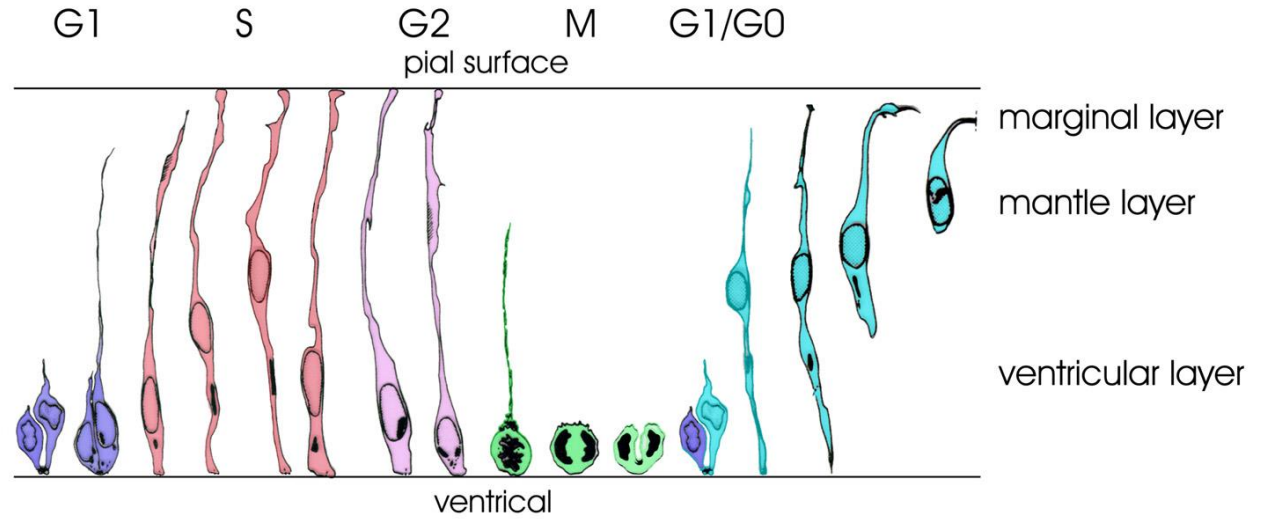 G1 S G2 M G1/G0
pial surface
marginal layer
mantle layer
ventricular layer
ventrical